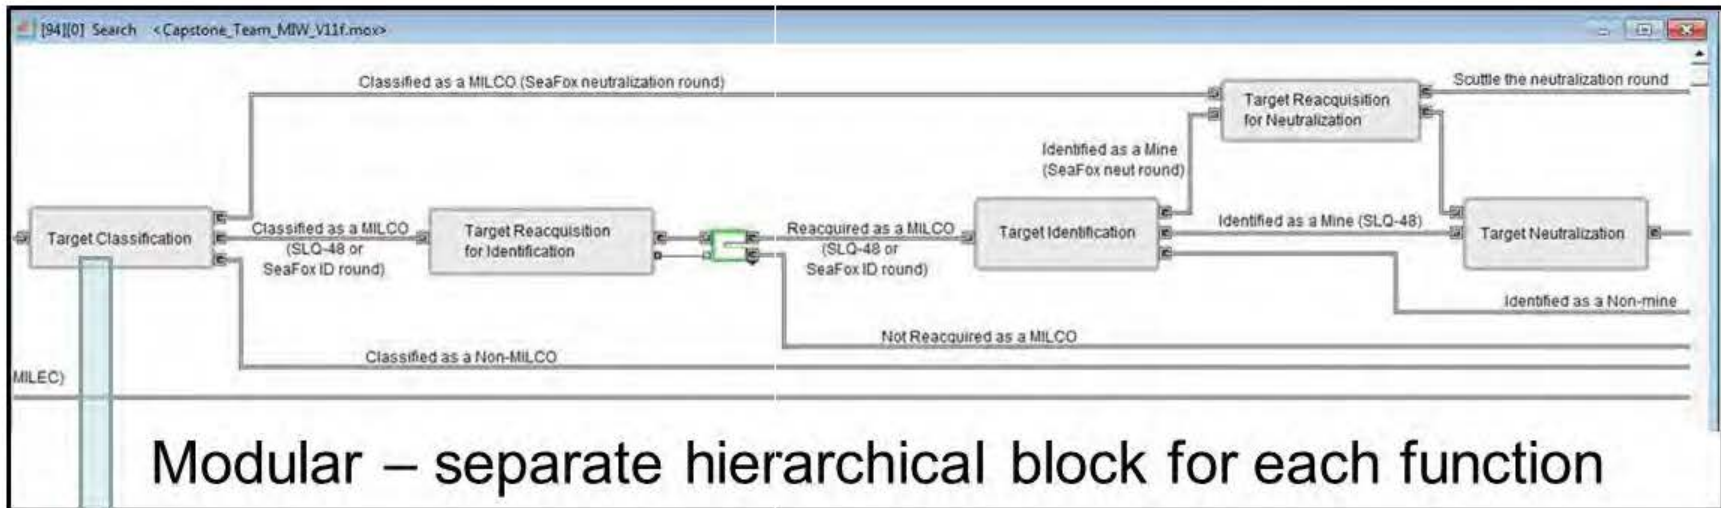 [94][0] Search <Capstone_Team_MIW_V11f.mox>
Classified as a MILCO (SeaFox neutralization round)
Scuttle the neutralization round
Target Reacquisition
for Neutralization
Identified as a Mine
(SeaFox neut round)
Target Classification
Classified as a MILCO
(SLQ-48 or
SeaFox ID round)
Target Reacquisition
for Identification
Reacquired as a MILCO
(SLQ-48 or
SeaFox ID round)
Target Identification
Identified as a Mine (SLQ-48)
Target Neutralization
Identified as a Non-mine
Not Reacquired as a MILCO
Classified as a Non-MILCO
MILEC)
Modular – separate hierarchical block for each function